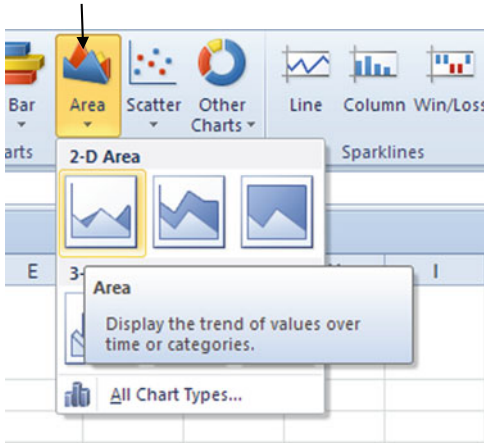 Bar Area Scatter Other Charts Line Column Win/Loss
arts Sparklines
2-D Area
E 3- I
Area
Display the trend of values over
time or categories.
All Chart Types...